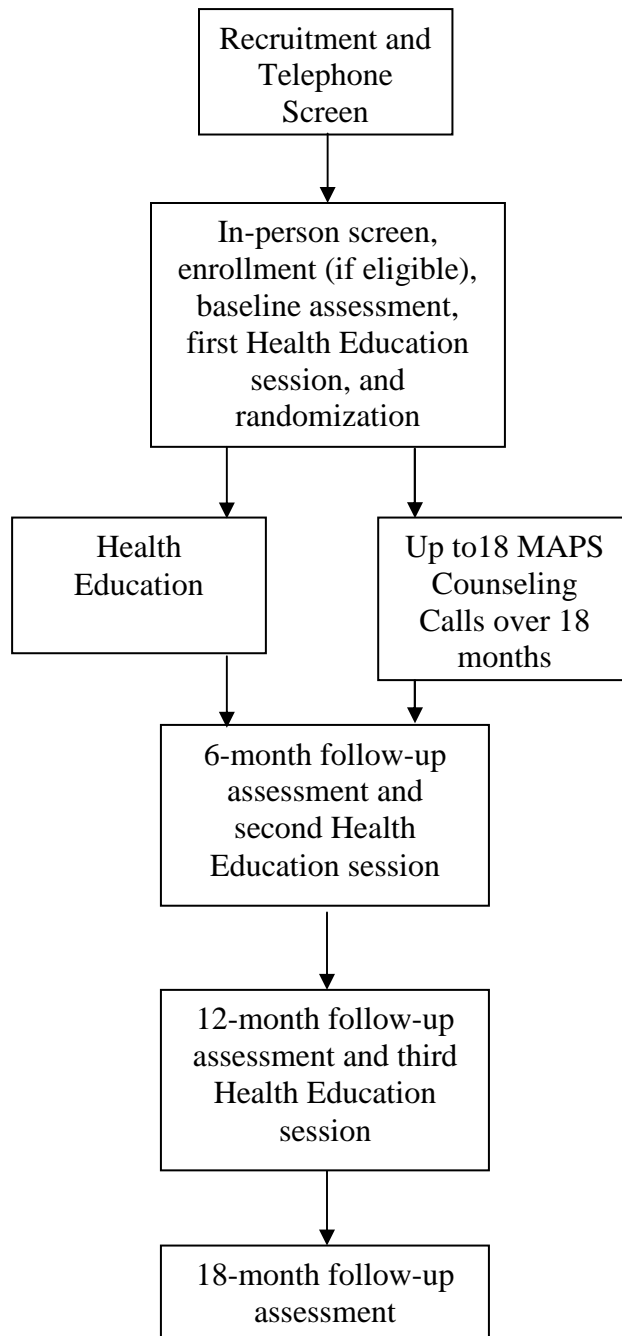 Recruitment and
Telephone
Screen
In-person screen,
enrollment (if eligible),
baseline assessment,
first Health Education
session, and
randomization
Health
Education
Up to18 MAPS
Counseling
Calls over 18
months
6-month follow-up
assessment and
second Health
Education session
12-month follow-up
assessment and third
Health Education
session
18-month follow-up
assessment